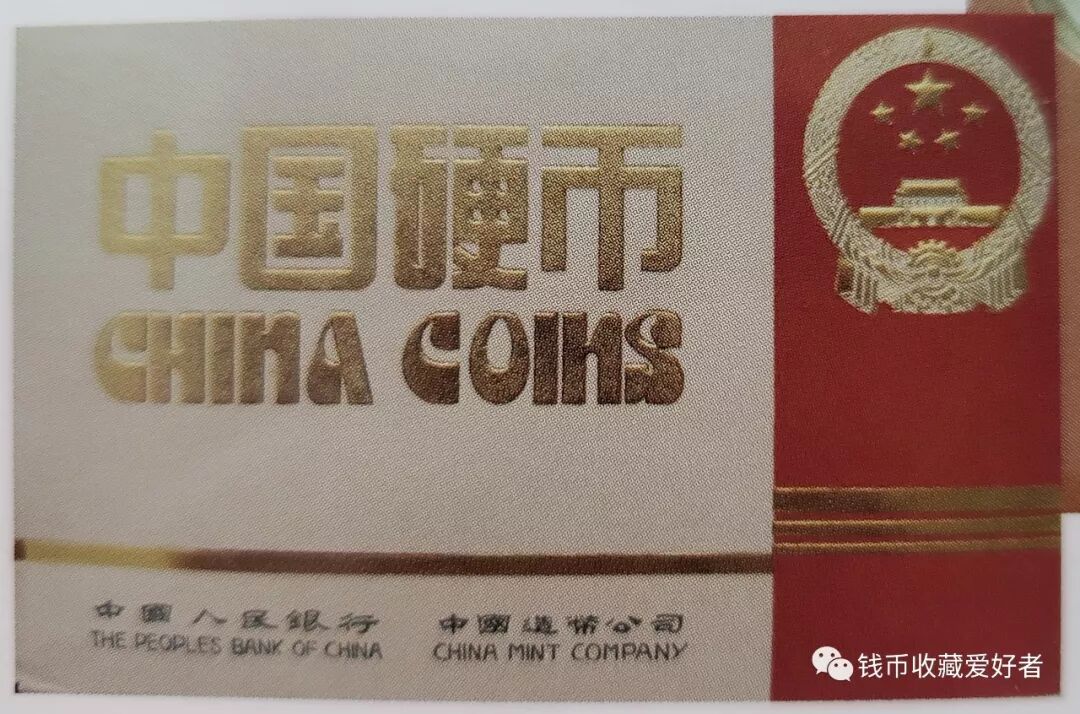 中国硬币
CHINA COINS
中國人民銀行 中國造幣公司
THE PEOPLES BANK OF CHINA CHINA MINT COMPANY
钱币收藏爱好者